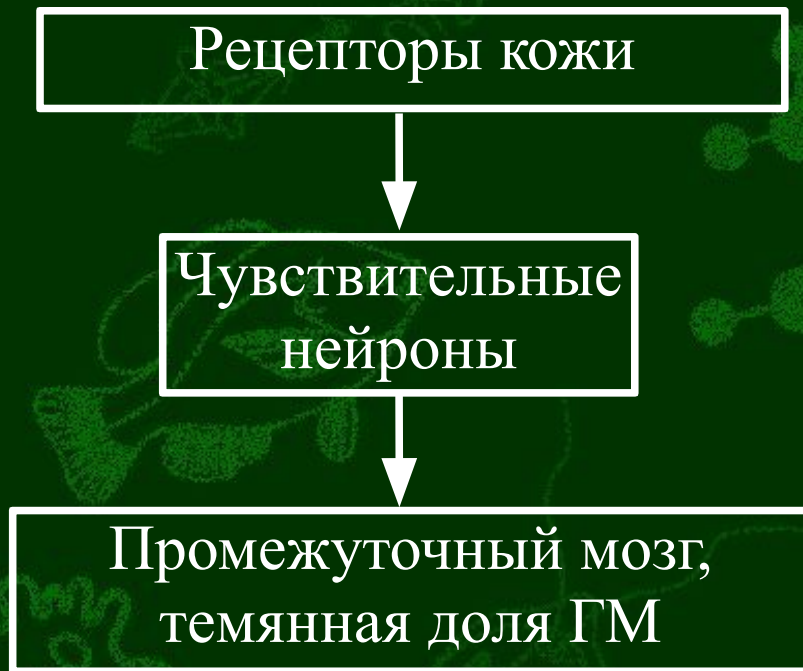 Рецепторы кожи
Чувствительные
нейроны
Промежуточный мозг,
темянная доля ГМ